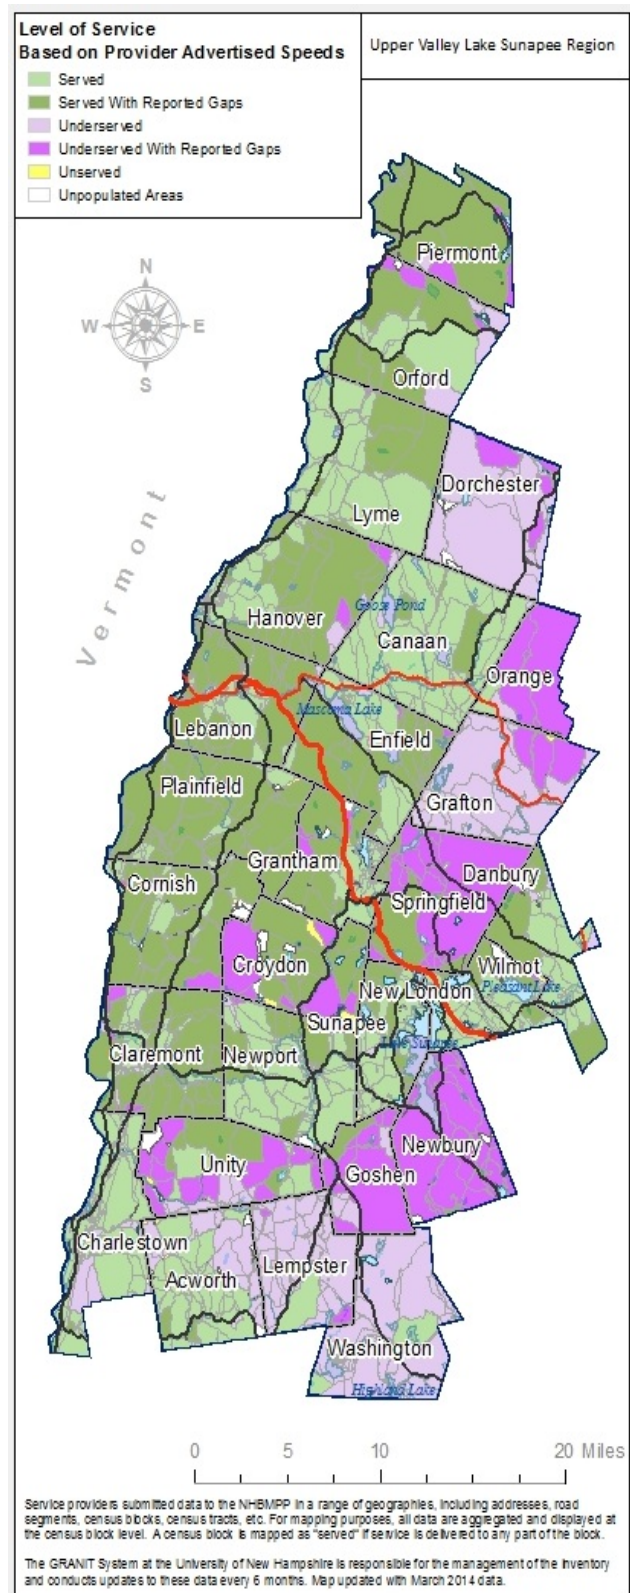 Level of Service
Based on Provider Advertised Speeds
Upper Valley Lake Sunapee Region
Served
Served With Reported Gaps
Underserved
Underserved With Reported Gaps
Unserved
Unpopulated Areas
N
W
E
S
Vermont
Piermont
Orford
Dorchester
Lyme
Goose Pond
Hanover
Canaan
Orange
Mascoma Lake
Lebanon
Enfield
Plainfield
Grafton
Grantham
Danbury
Cornish
Springfield
Croydon
Wilmot
Pleasant Lake
New London
Sunapee
Lake Sunapee
Claremont
Newport
Newbury
Unity
Goshen
Charlestown
Lempster
Acworth
Washington
Highland Lake
0 5 10 20 Miles
Service providers submitted data to the NHBMPP in a range of geographies, including addresses, road
segments, census blocks, census tracts, etc. For mapping purposes, all data are aggregated and displayed at
the census block level. A census block is mapped as "served" if service is delivered to any part of the block.
The GRANIT System at the University of New Hampshire is responsible for the management of the inventory
and conducts updates to these data every 6 months. Map updated with March 2014 data.